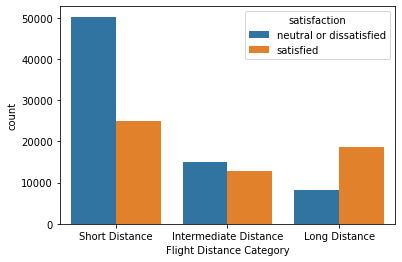 50000
40000
30000
20000
10000
0
count
satisfaction
neutral or dissatisfied
satisfied
Short Distance
Intermediate Distance
Long Distance
Flight Distance Category